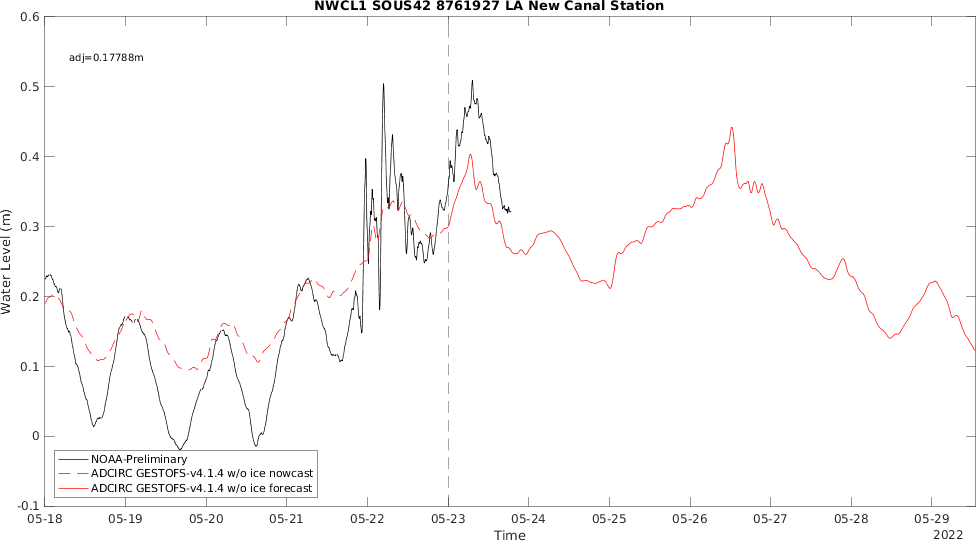 NWCL1 SOUS42 8761927 LA New Canal Station
adj=0.17788m
Water Level (m)
0.6
0.5
0.4
0.3
0.2
0.1
0
-0.1
NOAA-Preliminary
ADCIRC GESTOFS-v4.1.4 w/o ice nowcast
ADCIRC GESTOFS-v4.1.4 w/o ice forecast
05-18 05-19 05-20 05-21 05-22 05-23 05-24 05-25 05-26 05-27 05-28 05-29
Time
2022